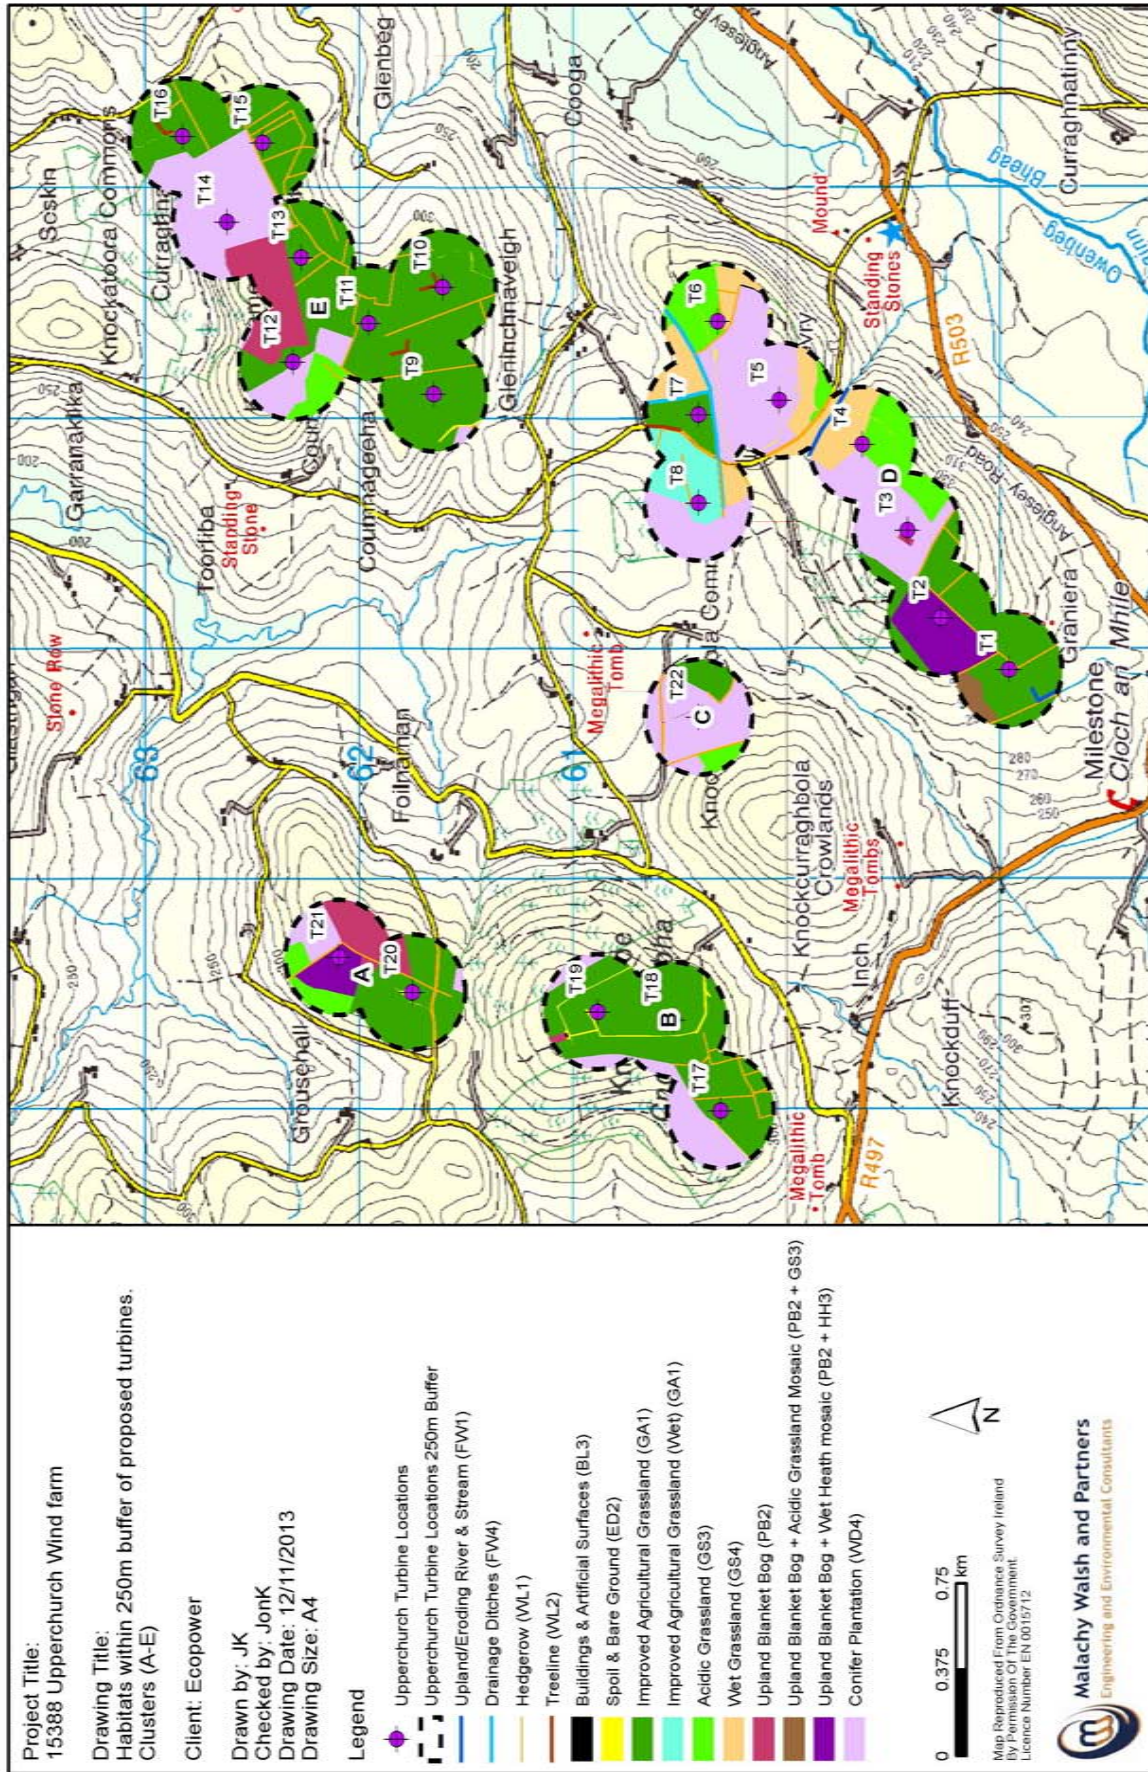 Project Title:
15388 Upperchurch Wind farm
Drawing Title:
Habitats within 250m buffer of proposed turbines.
Clusters (A-E)
Client: Ecopower
Drawn by: JK
Checked by: JonK
Drawing Date: 12/11/2013
Drawing Size: A4
Legend
Upperchurch Turbine Locations
Upperchurch Turbine Locations 250m Buffer
Upland/Eroding River & Stream (FW1)
Drainage Ditches (FW4)
Hedgerow (WL1)
Treeline (WL2)
Buildings & Artificial Surfaces (BL3)
Spoil & Bare Ground (ED2)
Improved Agricultural Grassland (GA1)
Improved Agricultural Grassland (Wet) (GA1)
Acidic Grassland (GS3)
Wet Grassland (GS4)
Upland Blanket Bog (PB2)
Upland Blanket Bog + Acidic Grassland Mosaic (PB2 + GS3)
Upland Blanket Bog + Wet Heath mosaic (PB2 + HH3)
Conifer Plantation (WD4)
0 0.375 0.75
km
N
Map Reproduced From Ordnance Survey Ireland
By Permission Of The Government.
Licence Number EN 0015712
Malachy Walsh and Partners
Engineering and Environmental Consultants
Stone Row
63
Garranakilka
Knockatoora Commons
Soskin
Curragh
T16
T15
T14
T13
T12
E
T11
T10
T9
Glenbeg
Toorliba
Standing
Stone
Coumnageeha
Gleninchnaveigh
62
Foilnaman
Grousehall
T21
A
T20
61
Cooga
Megalithic
Tomb
T19
T18
B
T17
T22
C
T8
T7
T6
T5
T4
D
T3
T2
T1
Mound
Standing
Stones
Anglesey R
R503
Anglesey Road
Owenbeg
Bheag
Curraghnatinny
Graniera
Milestone
Cloch an Mhile
Knockcurraghbola
Crowlands
Megalithic
Tombs
Inch
Knockduff
R497
Megalithic
Tomb
307